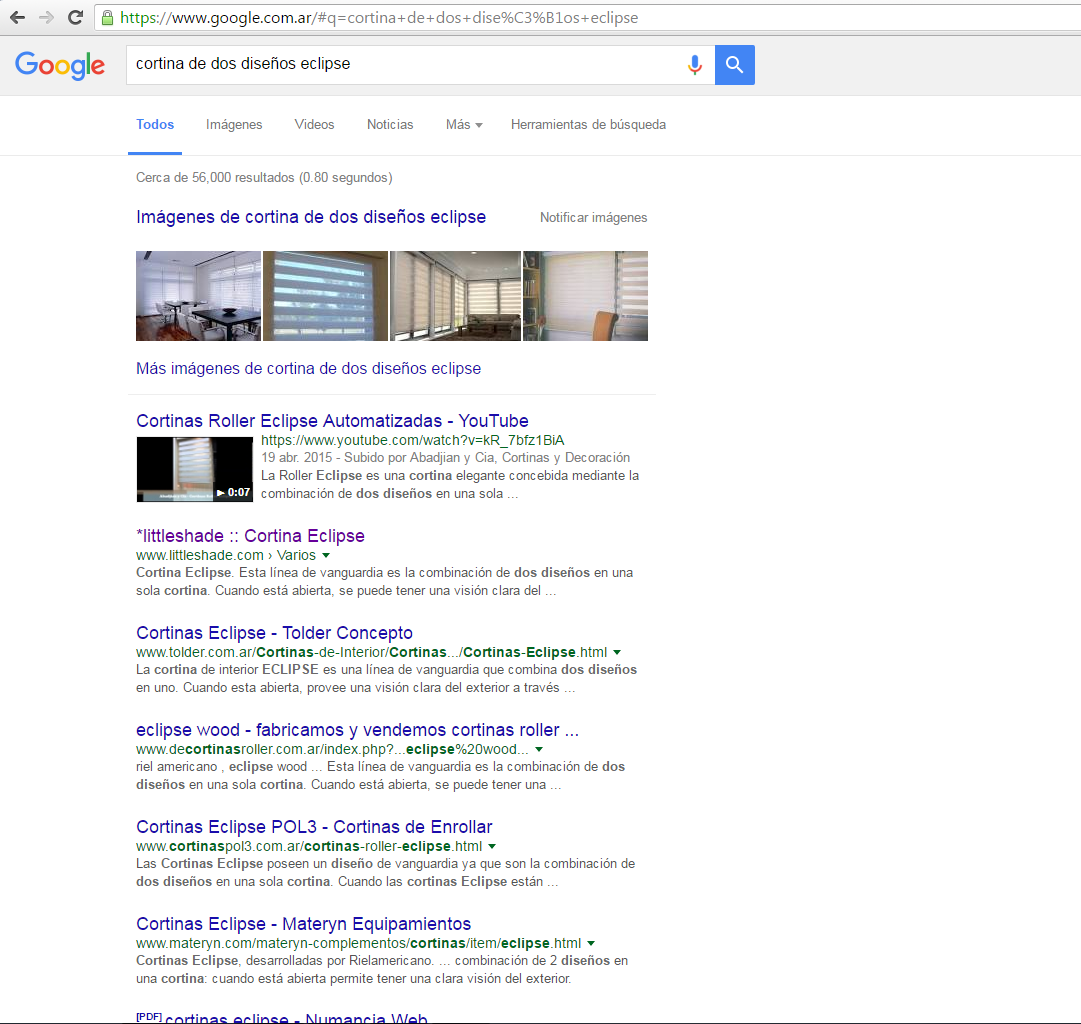 https://www.google.com.ar/#q=cortina+de+dos+dise%C3%B1os+eclipse
Google
cortina de dos diseños eclipse
Todos Imágenes Videos Noticias Más Herramientas de búsqueda
Cerca de 56,000 resultados (0.80 segundos)
Imágenes de cortina de dos diseños eclipse Notificar imágenes
Más imágenes de cortina de dos diseños eclipse
Cortinas Roller Eclipse Automatizadas - YouTube
https://www.youtube.com/watch?v=kR_7bfz1BiA
19 abr. 2015 - Subido por Abadjian y Cia, Cortinas y Decoración
La Roller Eclipse es una cortina elegante concebida mediante la
combinación de dos diseños en una sola ...
0:07
*littleshade :: Cortina Eclipse
www.littleshade.com › Varios
Cortina Eclipse. Esta línea de vanguardia es la combinación de dos diseños en una
sola cortina. Cuando está abierta, se puede tener una visión clara del ...
Cortinas Eclipse - Tolder Concepto
www.tolder.com.ar/Cortinas-de-Interior/Cortinas.../Cortinas-Eclipse.html
La cortina de interior ECLIPSE es una línea de vanguardia que combina dos diseños
en uno. Cuando esta abierta, provee una visión clara del exterior a través ...
eclipse wood - fabricamos y vendemos cortinas roller ...
www.decortinasroller.com.ar/index.php?...eclipse%20wood...
riel americano , eclipse wood ... Esta línea de vanguardia es la combinación de dos
diseños en una sola cortina. Cuando está abierta, se puede tener una ...
Cortinas Eclipse POL3 - Cortinas de Enrollar
www.cortinaspol3.com.ar/cortinas-roller-eclipse.html
Las Cortinas Eclipse poseen un diseño de vanguardia ya que son la combinación de
dos diseños en una sola cortina. Cuando las cortinas Eclipse están ...
Cortinas Eclipse - Materyn Equipamientos
www.materyn.com/materyn-complementos/cortinas/item/eclipse.html
Cortinas Eclipse, desarrolladas por Rielamericano. ... combinación de 2 diseños en
una cortina: cuando está abierta permite tener una clara visión del exterior.
[PDF] cortinas eclipse - Numancia Web